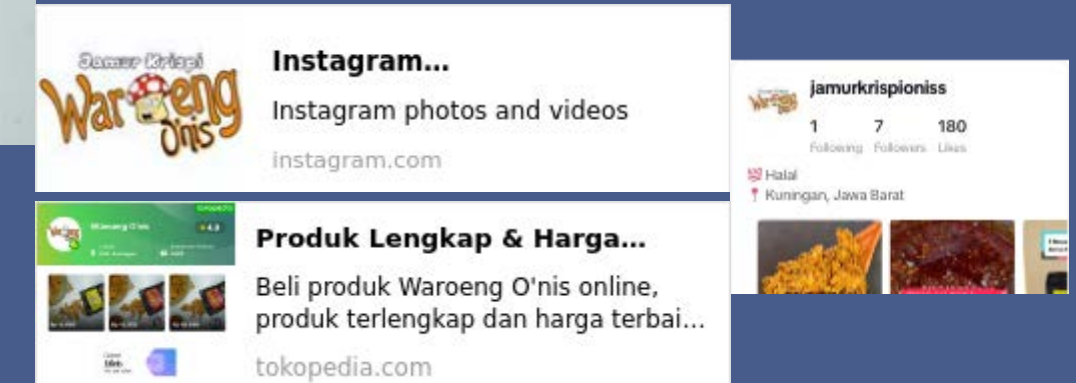 Jamur Krispi
Waroeng
O'nis
Instagram...
Instagram photos and videos
instagram.com
Waroeng O'nis
4.9
Produk Lengkap & Harga...
Beli produk Waroeng O'nis online,
produk terlengkap dan harga terbai...
tokopedia.com
jamurkrispioniss
1 7 180
Following Followers Likes
💯 Halal
📍 Kuningan, Jawa Barat